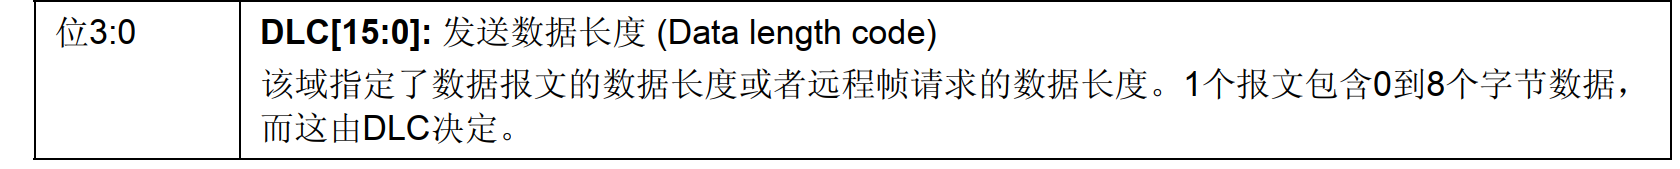 位3:0
DLC[15:0]: 发送数据长度 (Data length code)
该域指定了数据报文的数据长度或者远程帧请求的数据长度。1个报文包含0到8个字节数据，
而这由DLC决定。